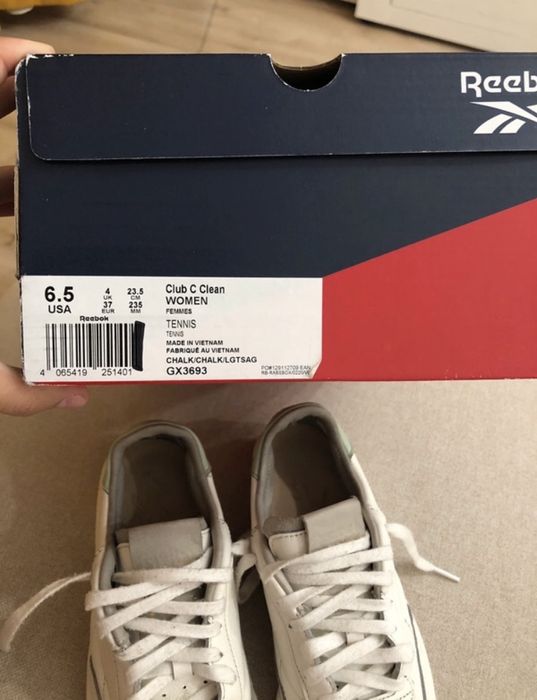 Reeb
6.5
USA
4
UK
37
EUR
23.5
CM
235
MM
Reebok
4 065419 251401
Club C Clean
WOMEN
FEMMES
TENNIS
TENNIS
MADE IN VIETNAM
FABRIQUÉ AU VIETNAM
CHALK/CHALK/LGTSAG
GX3693